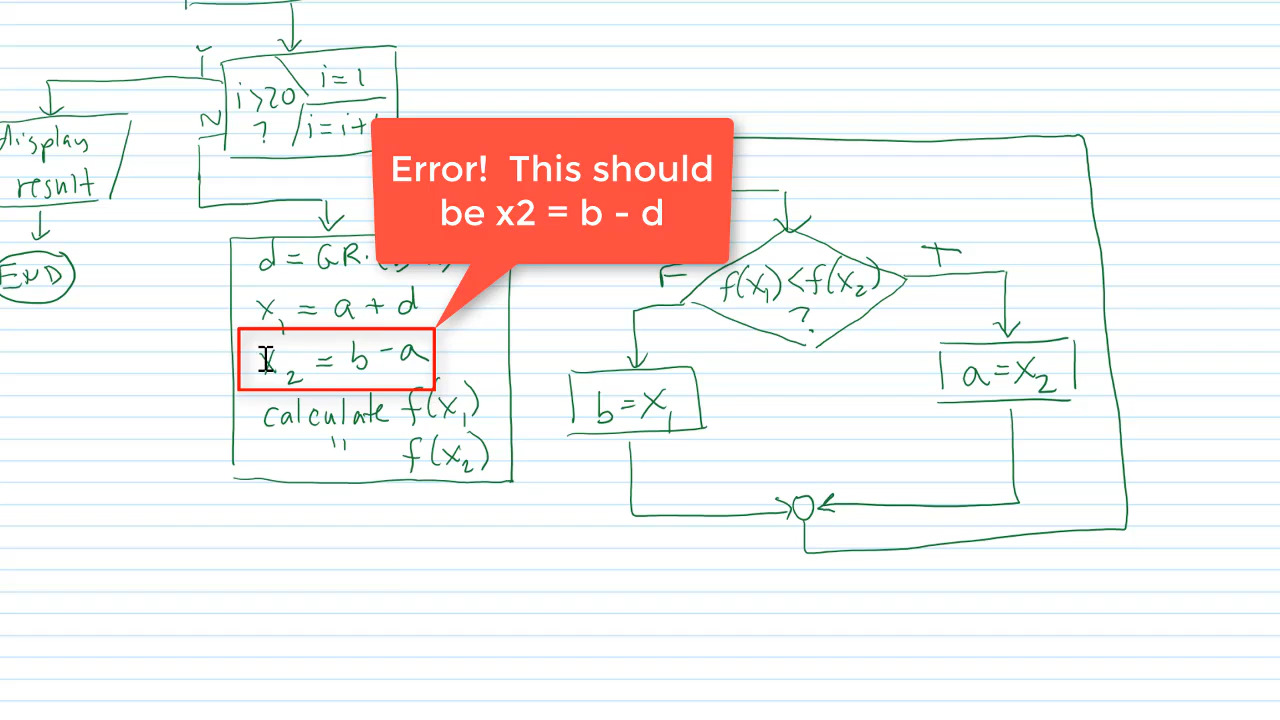 Y
i>20
?
i=1
i=i+
N
display
result
END
Error! This should
be x2 = b - d
d = GR.(
x₁ = a + d
x₂ = b - a
calculate f(x₁)
" f(x₂)
f(x₁) < f(x₂)
?
F
T
b = x₁
a = x₂